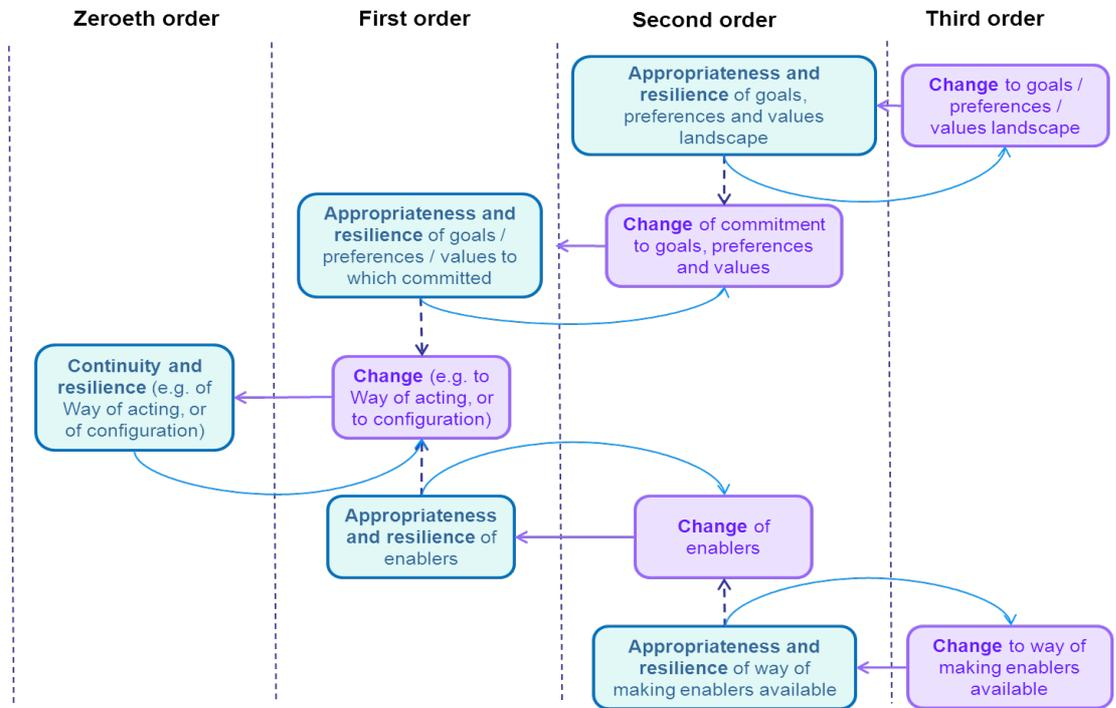 Zeroeth order
First order
Second order
Third order
Appropriateness and
resilience of goals,
preferences and values
landscape
Change to goals /
preferences /
values landscape
Appropriateness and
resilience of goals /
preferences / values to
which committed
Change of commitment
to goals, preferences
and values
Continuity and
resilience (e.g. of
Way of acting, or
of configuration)
Change (e.g. to
Way of acting, or
to configuration)
Appropriateness
and resilience of
enablers
Change of
enablers
Appropriateness and
resilience of way of
making enablers available
Change to way of
making enablers
available